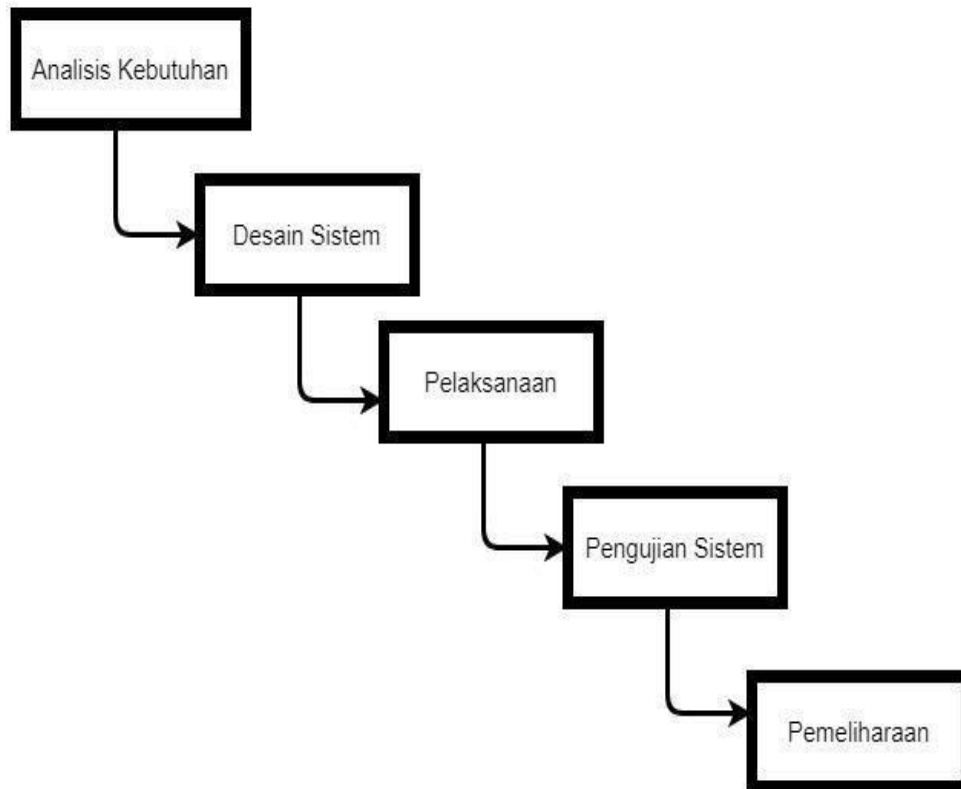 Analisis Kebutuhan
Desain Sistem
Pelaksanaan
Pengujian Sistem
Pemeliharaan